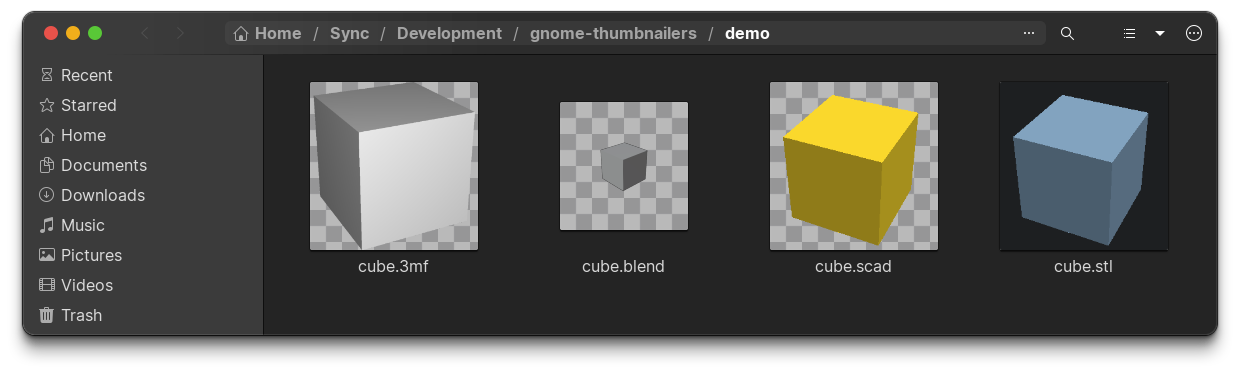 Home / Sync / Development / gnome-thumbnailers / demo
Recent
Starred
Home
Documents
Downloads
Music
Pictures
Videos
Trash
cube.3mf
cube.blend
cube.scad
cube.stl